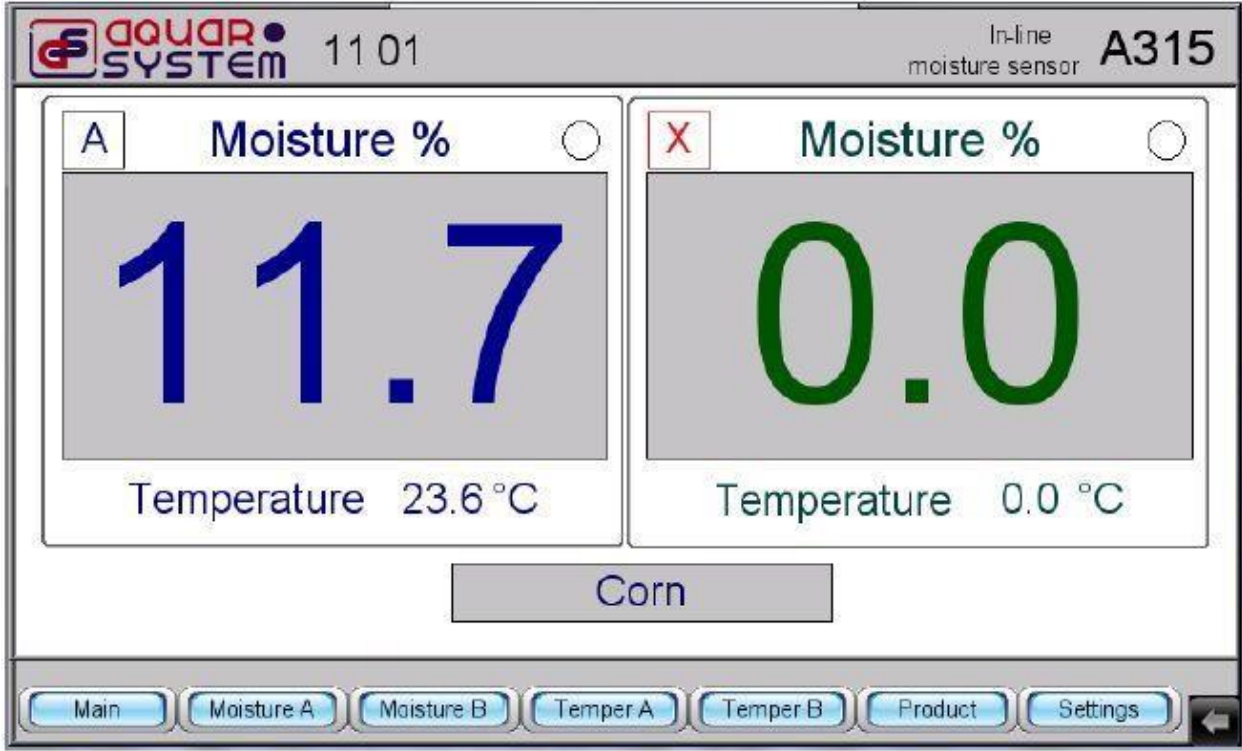 AQUAR SYSTEM
11 01
In-line
moisture sensor
A315
A
Moisture %
11.7
Temperature 23.6 °C
X
Moisture %
0.0
Temperature 0.0 °C
Corn
Main
Moisture A
Moisture B
Temper A
Temper B
Product
Settings